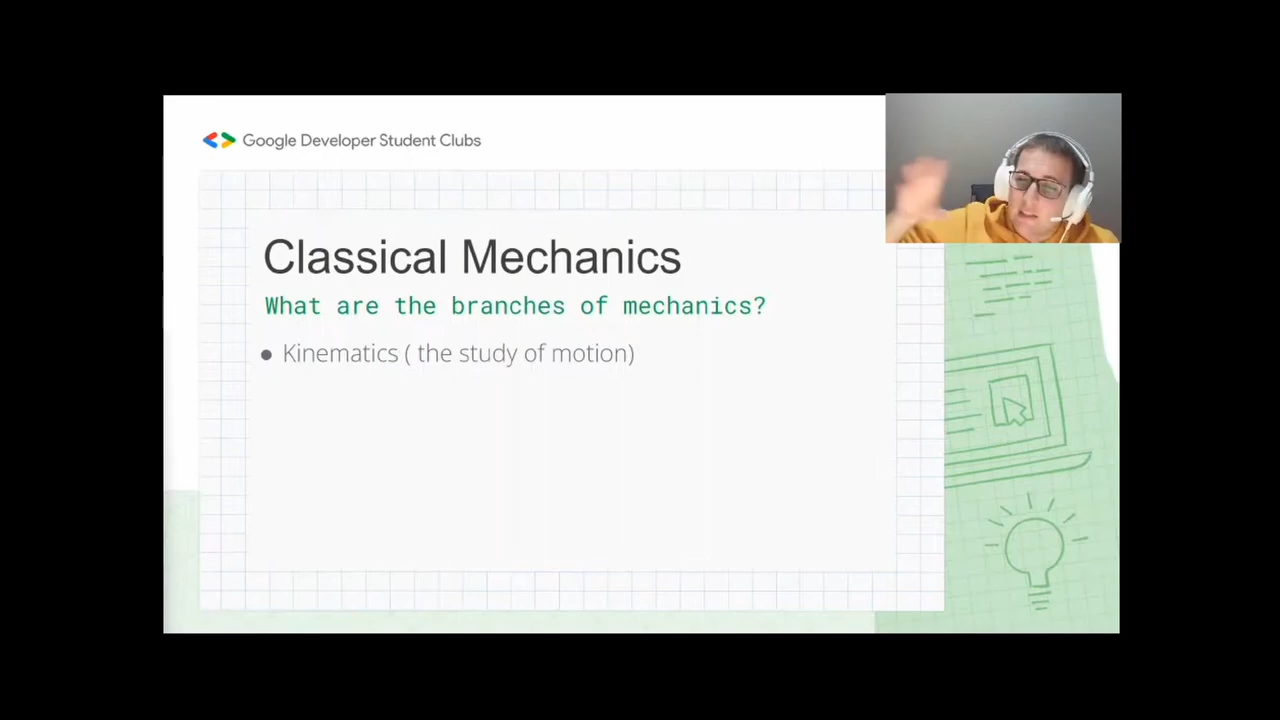 Google Developer Student Clubs
Classical Mechanics
What are the branches of mechanics?
● Kinematics ( the study of motion)